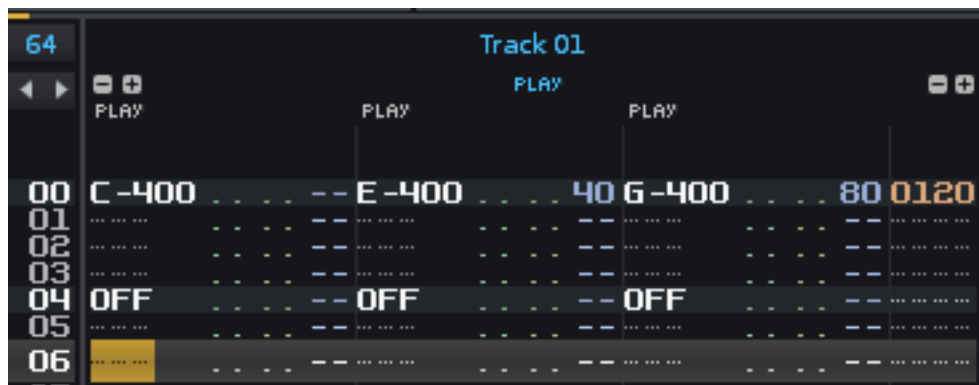 64 Track 01
PLAY
PLAY PLAY PLAY
00 C-400 .. .. -- E-400 .. .. 40 G-400 .. .. 80 0120
01 ... .. .. -- ... .. .. -- ... .. .. -- ....
02 ... .. .. -- ... .. .. -- ... .. .. -- ....
03 ... .. .. -- ... .. .. -- ... .. .. -- ....
04 OFF .. .. -- OFF .. .. -- OFF .. .. -- ....
05 ... .. .. -- ... .. .. -- ... .. .. -- ....
06 ... .. .. -- ... .. .. -- ... .. .. -- ....